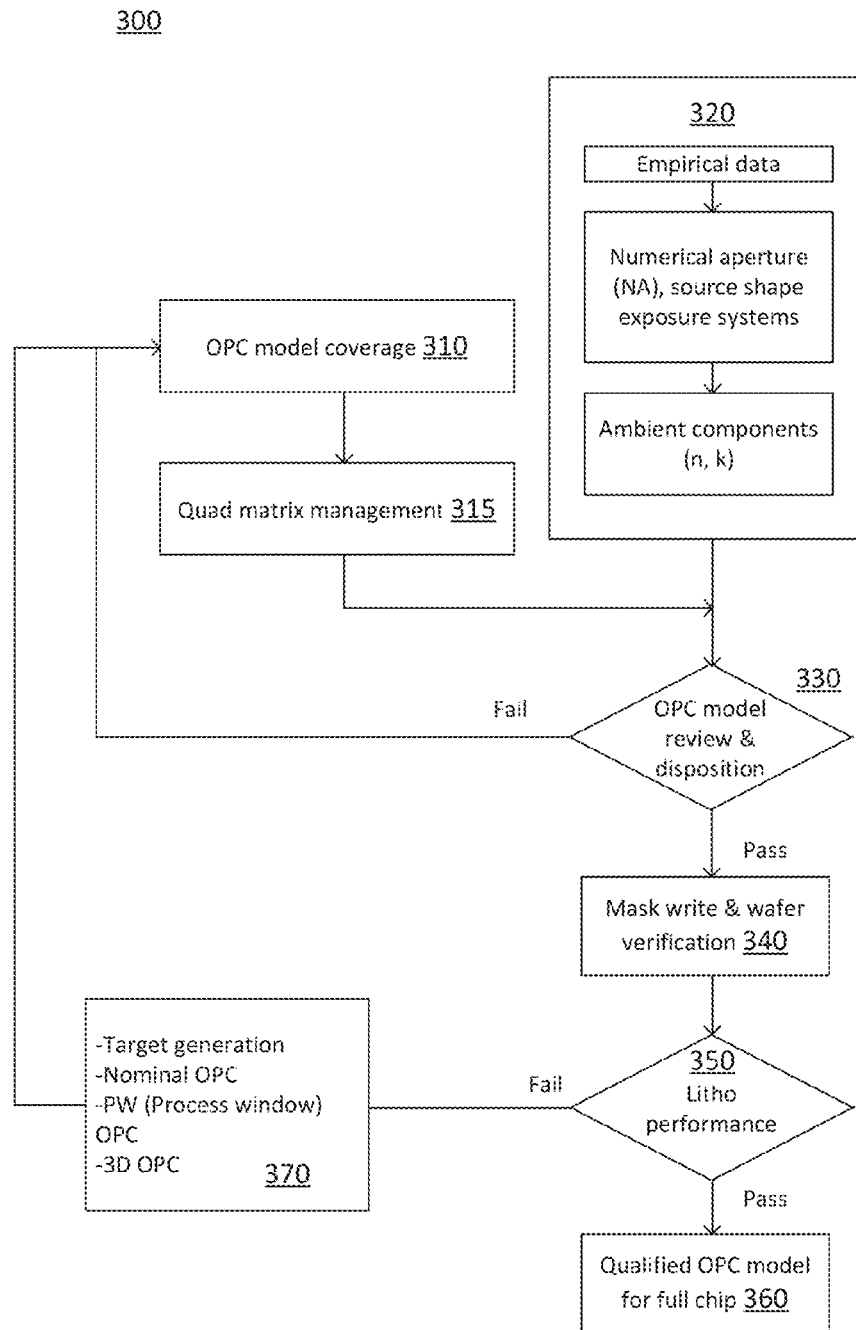 300
320
Empirical data
Numerical aperture
(NA), source shape
exposure systems
Ambient components
(n, k)
OPC model coverage 310
Quad matrix management 315
330
Fail
OPC model
review &
disposition
Pass
Mask write & wafer
verification 340
-Target generation
-Nominal OPC
-PW (Process window)
OPC
-3D OPC
370
Fail
350
Litho
performance
Pass
Qualified OPC model
for full chip 360